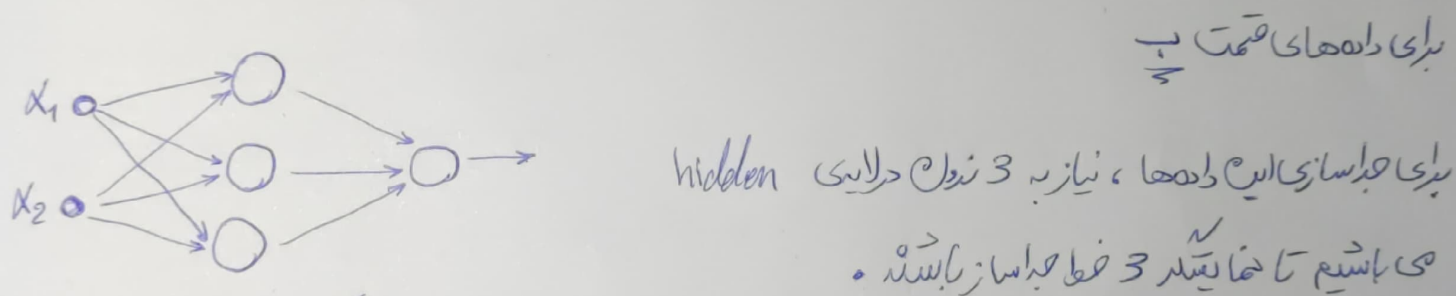 برای داده‌های قسمت ب
برای جداسازی این داده‌ها ، نیاز به 3 نرون در لایه‌ی hidden
می باشیم تا نمایشگر 3 خط جداساز باشند .
x₁
x₂